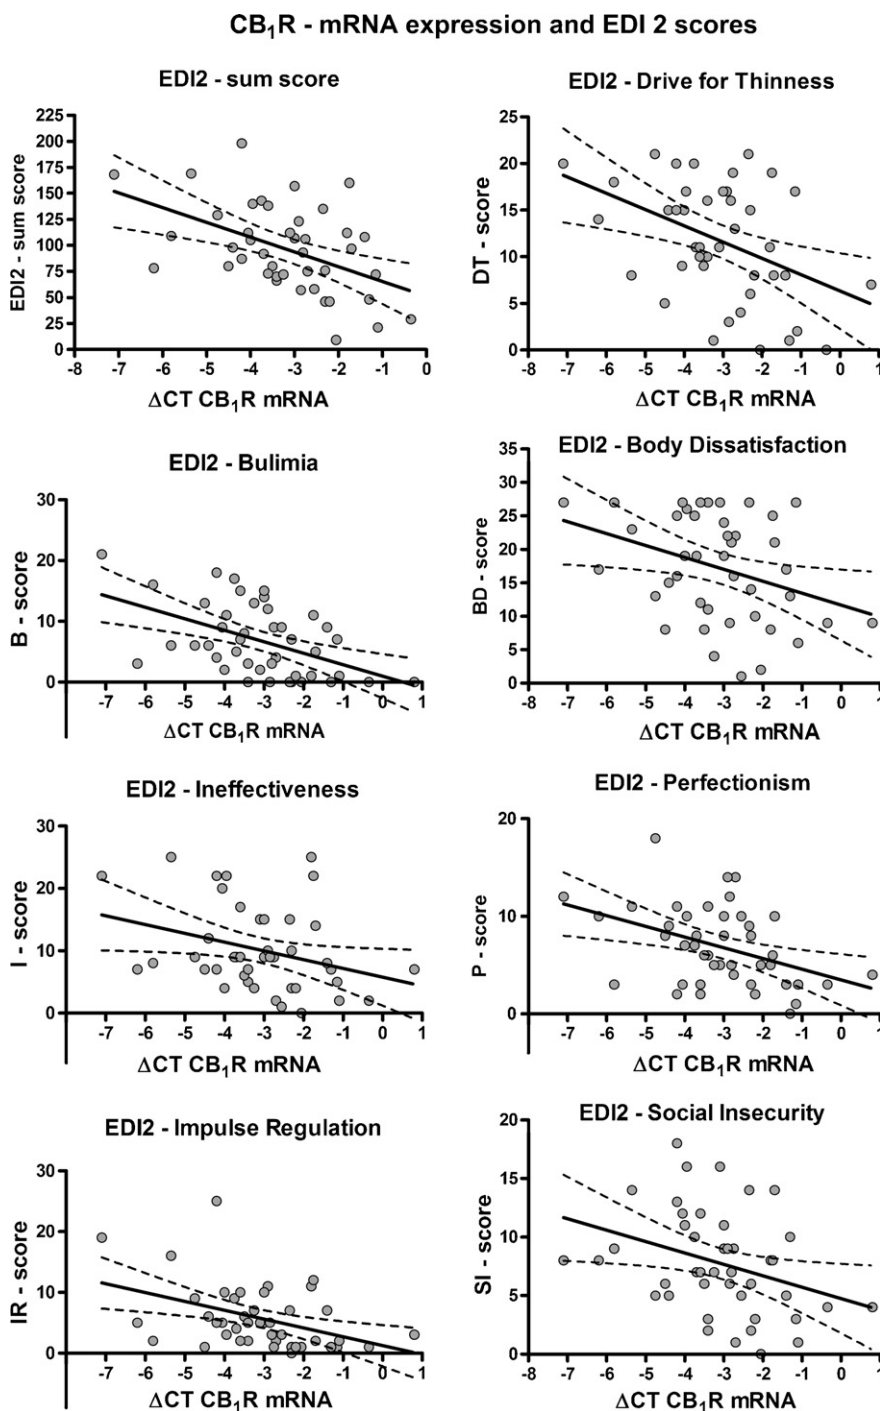 CB₁R - mRNA expression and EDI 2 scores
EDI2 - sum score
EDI2 - sum score
225
200
175
150
125
100
75
50
25
0
-8 -7 -6 -5 -4 -3 -2 -1 0
ΔCT CB₁R mRNA
EDI2 - Drive for Thinness
DT - score
25
20
15
10
5
0
-8 -7 -6 -5 -4 -3 -2 -1 0 1
ΔCT CB₁R mRNA
EDI2 - Bulimia
B - score
30
20
10
0
-7 -6 -5 -4 -3 -2 -1 0 1
ΔCT CB₁R mRNA
EDI2 - Body Dissatisfaction
BD - score
35
30
25
20
15
10
5
0
-8 -7 -6 -5 -4 -3 -2 -1 0 1
ΔCT CB₁R mRNA
EDI2 - Ineffectiveness
I - score
30
20
10
0
-7 -6 -5 -4 -3 -2 -1 0 1
ΔCT CB₁R mRNA
EDI2 - Perfectionism
P - score
20
10
0
-7 -6 -5 -4 -3 -2 -1 0 1
ΔCT CB₁R mRNA
EDI2 - Impulse Regulation
IR - score
30
20
10
0
-7 -6 -5 -4 -3 -2 -1 0 1
ΔCT CB₁R mRNA
EDI2 - Social Insecurity
SI - score
20
15
10
5
0
-8 -7 -6 -5 -4 -3 -2 -1 0 1
ΔCT CB₁R mRNA